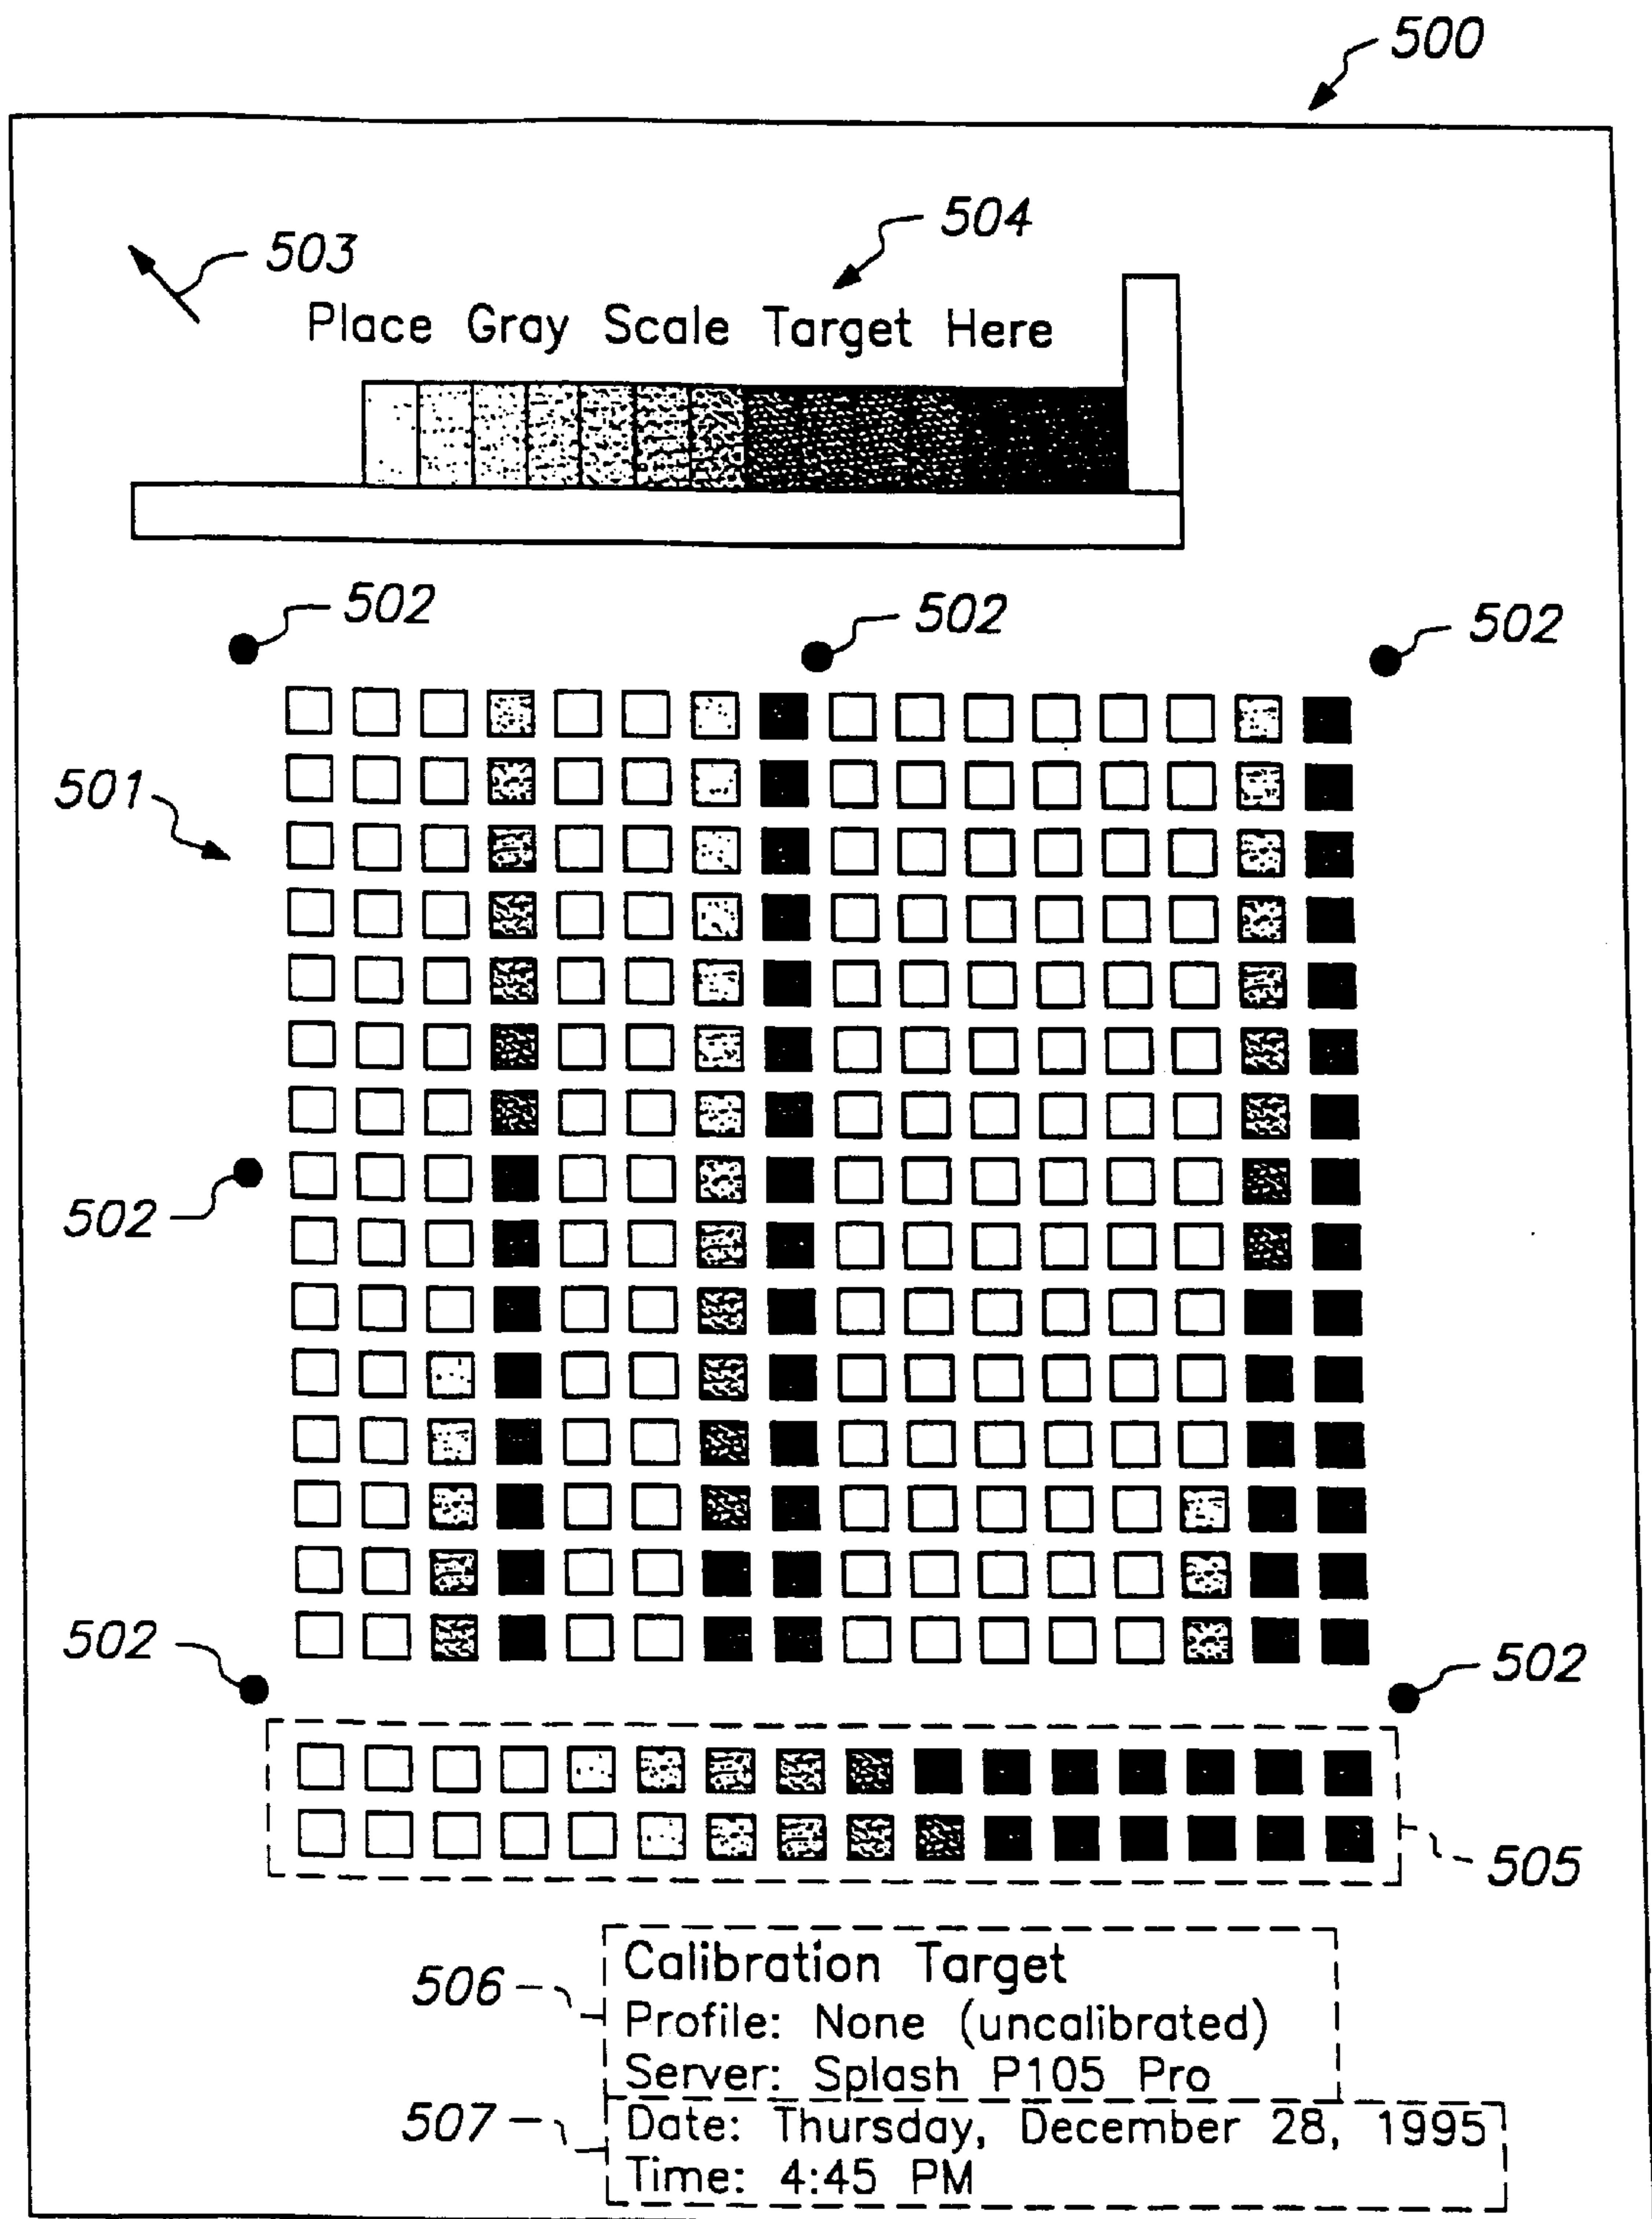 500
504
503
Place Gray Scale Target Here
502
502
502
501
502
502
502
505
506
Calibration Target
Profile: None (uncalibrated)
Server: Splash P105 Pro
507
Date: Thursday, December 28, 1995
Time: 4:45 PM